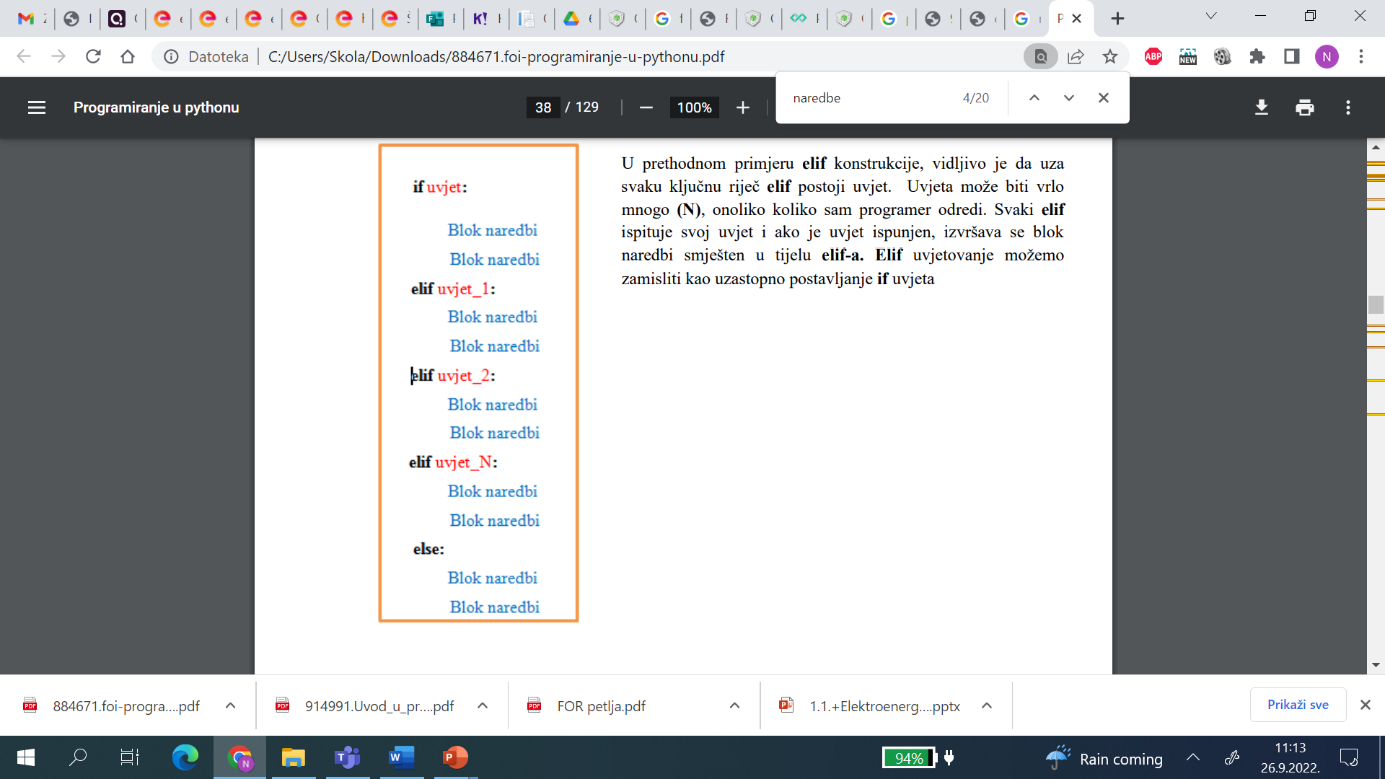 Datoteka
C:/Users/Skola/Downloads/884671.foi-programiranje-u-pythonu.pdf
ABP
NEW
N
naredbe
4/20
Programiranje u pythonu
38 / 129
100%
if uvjet:
Blok naredbi
Blok naredbi
elif uvjet_1:
Blok naredbi
Blok naredbi
elif uvjet_2:
Blok naredbi
Blok naredbi
elif uvjet_N:
Blok naredbi
Blok naredbi
else:
Blok naredbi
Blok naredbi
U prethodnom primjeru elif konstrukcije, vidljivo je da uza
svaku ključnu riječ elif postoji uvjet. Uvjeta može biti vrlo
mnogo (N), onoliko koliko sam programer odredi. Svaki elif
ispituje svoj uvjet i ako je uvjet ispunjen, izvršava se blok
naredbi smješten u tijelu elif-a. Elif uvjetovanje možemo
zamisliti kao uzastopno postavljanje if uvjeta
884671.foi-progra....pdf
914991.Uvod_u_pr....pdf
FOR petlja.pdf
1.1.+Elektroenerg....pptx
Prikaži sve
94%
Rain coming
11:13
26.9.2022.